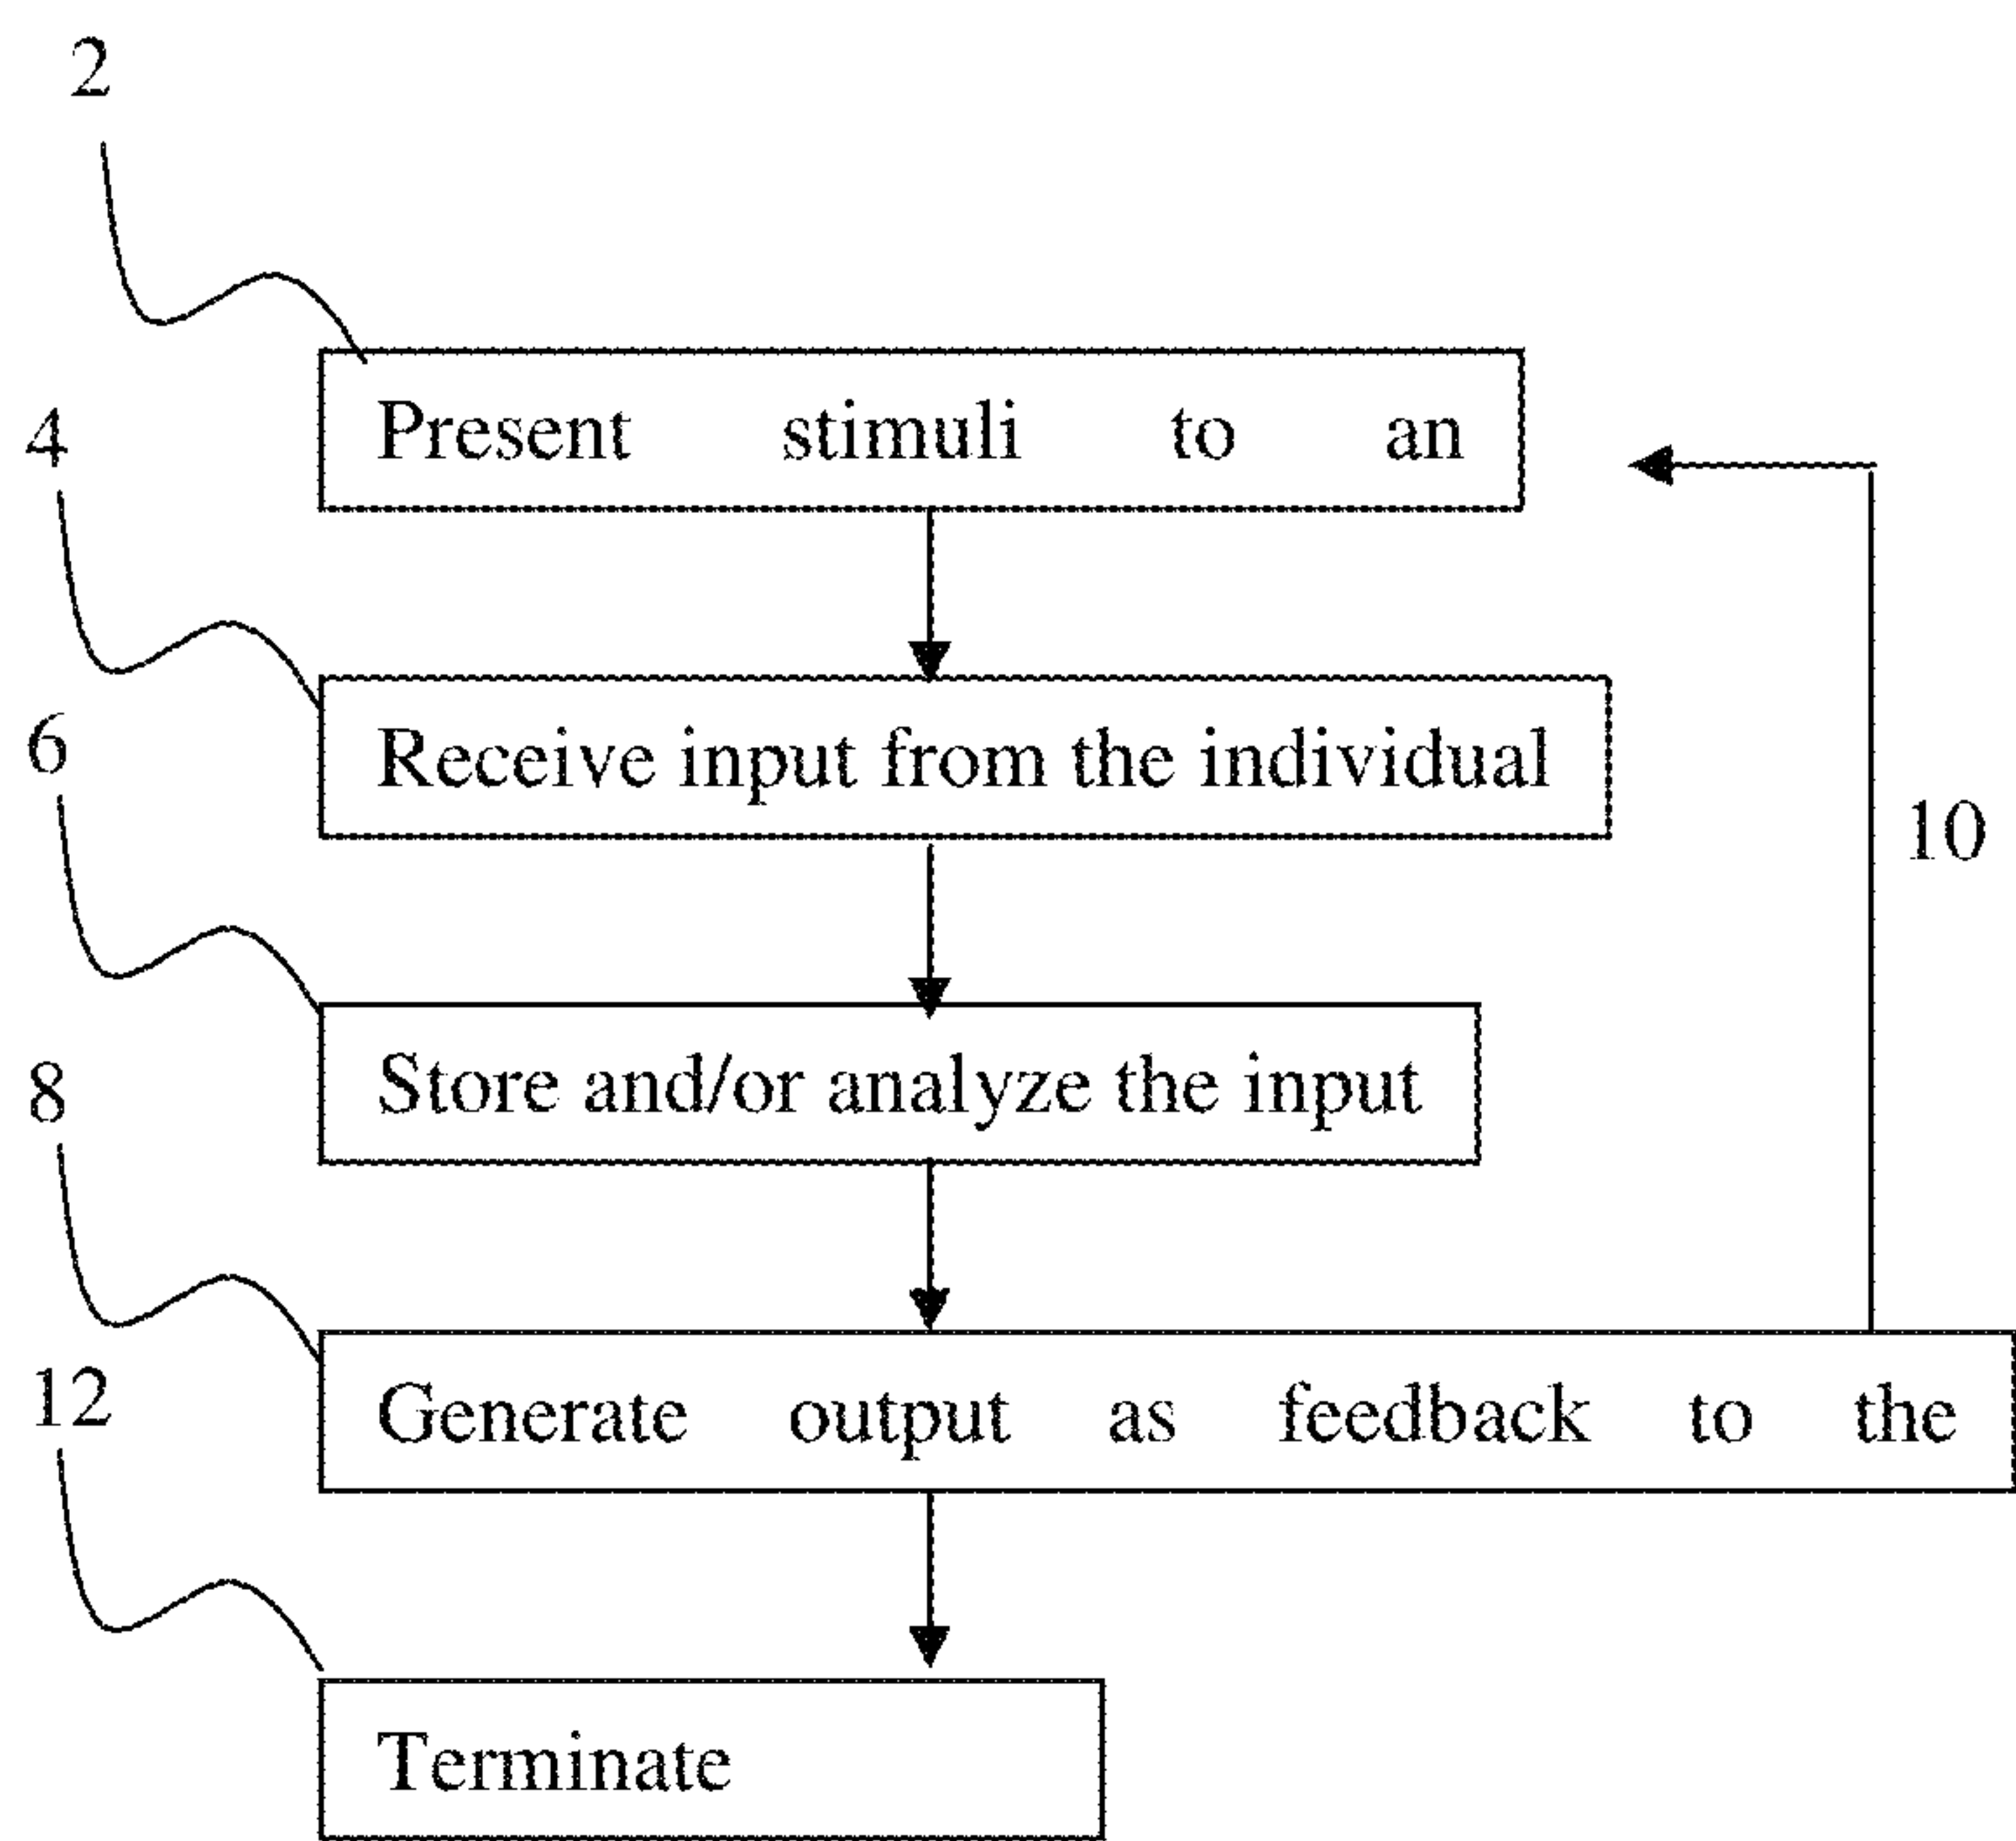 2
Present stimuli to an
4
Receive input from the individual
6
10
Store and/or analyze the input
8
Generate output as feedback to the
12
Terminate